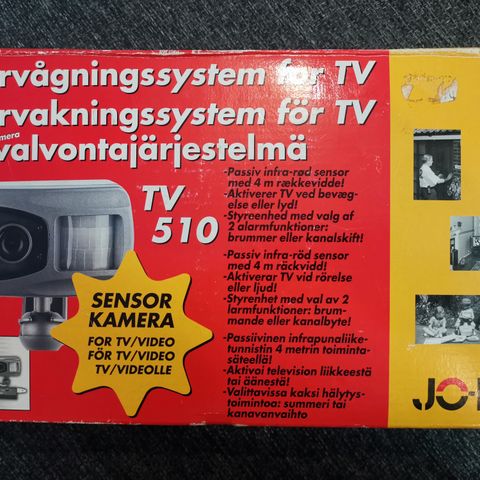 rvågningssystem for TV
rvakningssystem för TV
mera
valvontajärjestelmä
TV
510
-Passiv infra-rød sensor
med 4 m rækkevidde!
-Aktiverer TV ved bevæg-
else eller lyd!
-Styreenhed med valg af
2 alarmfunktioner:
brummer eller kanalskift!
-Passiv infra-röd sensor
med 4 m räckvidd!
-Aktiverar TV vid rörelse
eller ljud!
-Styrenhet med val av 2
larmfunktioner: brum-
mande eller kanalbyte!
-Passiivinen infrapunaliike-
tunnistin 4 metrin toiminta-
säteellä!
-Aktivoi television liikkeestä
tai äänestä!
-Valittavissa kaksi hälytys-
toimintoa: summeri tai
kanavanvaihto
SENSOR
KAMERA
FOR TV/VIDEO
FÖR TV/VIDEO
TV/VIDEOLLE
JO-